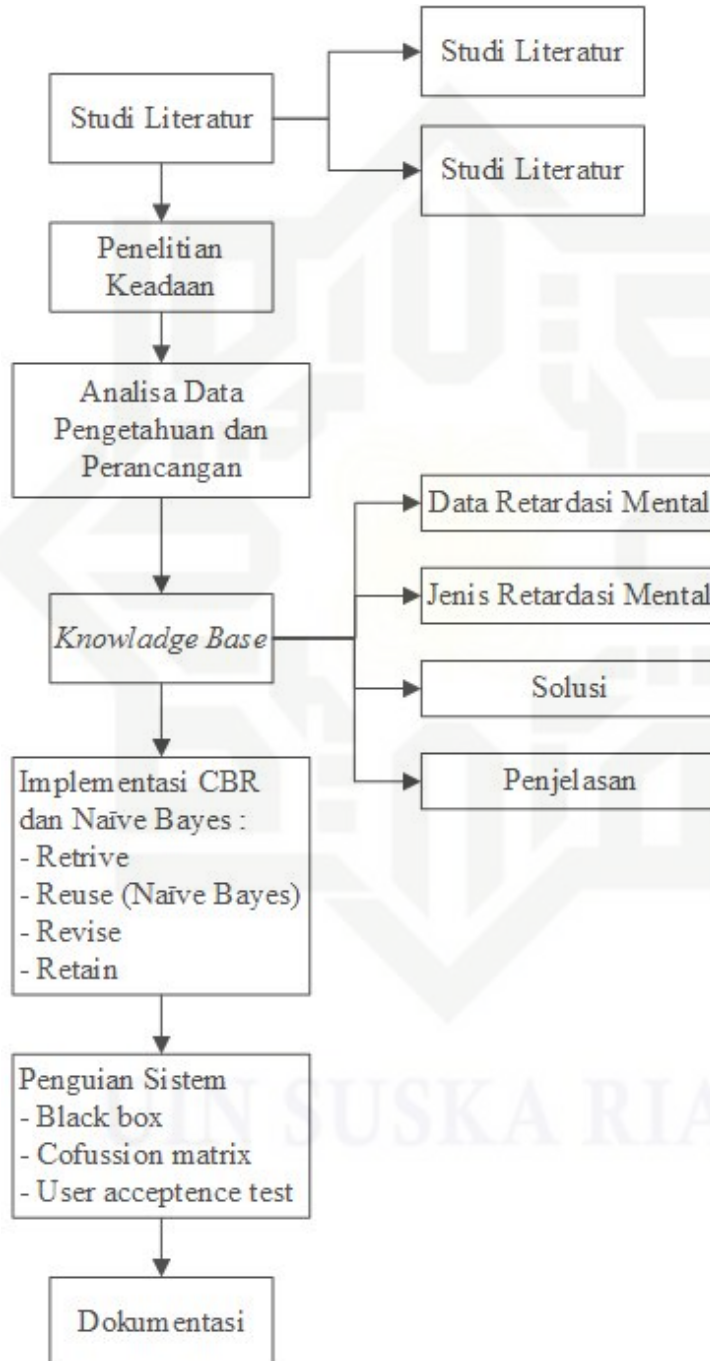 Studi Literatur
Studi Literatur
Studi Literatur
Penelitian
Keadaan
Analisa Data
Pengetahuan dan
Perancangan
Data Retardasi Mental
Jenis Retardasi Mental
Knowladge Base
Solusi
Penjelasan
Implementasi CBR
dan Naïve Bayes :
- Retrive
- Reuse (Naïve Bayes)
- Revise
- Retain
Penguian Sistem
- Black box
- Cofussion matrix
- User acceptence test
UIN SUSKA RIA
Dokumentasi